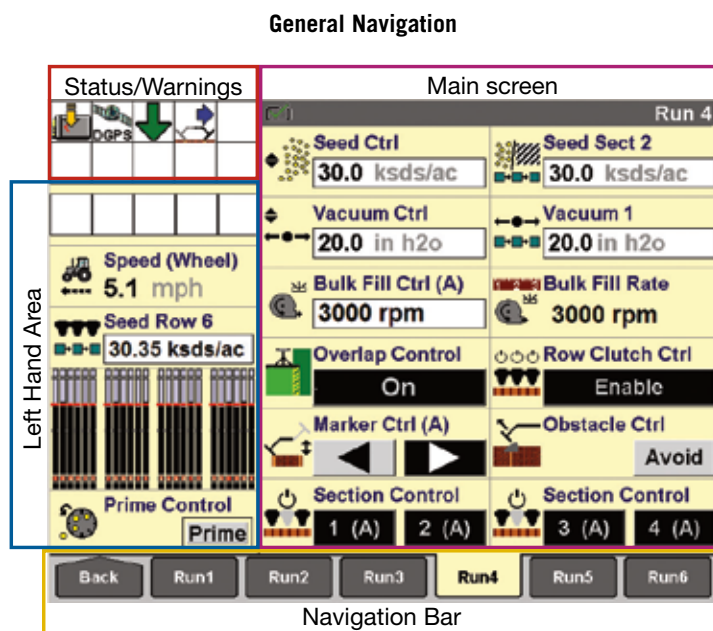 General Navigation
Status/Warnings
Main screen
DGPS
Run 4
Seed Ctrl
30.0 ksds/ac
Seed Sect 2
30.0 ksds/ac
Vacuum Ctrl
20.0 in h2o
Vacuum 1
20.0 in h2o
Bulk Fill Ctrl (A)
3000 rpm
Bulk Fill Rate
3000 rpm
Overlap Control
On
Row Clutch Ctrl
Enable
Marker Ctrl (A)
Obstacle Ctrl
Avoid
Section Control
1 (A) 2 (A)
Section Control
3 (A) 4 (A)
Left Hand Area
Speed (Wheel)
5.1 mph
Seed Row 6
30.35 ksds/ac
Prime Control
Prime
Back Run1 Run2 Run3 Run4 Run5 Run6
Navigation Bar